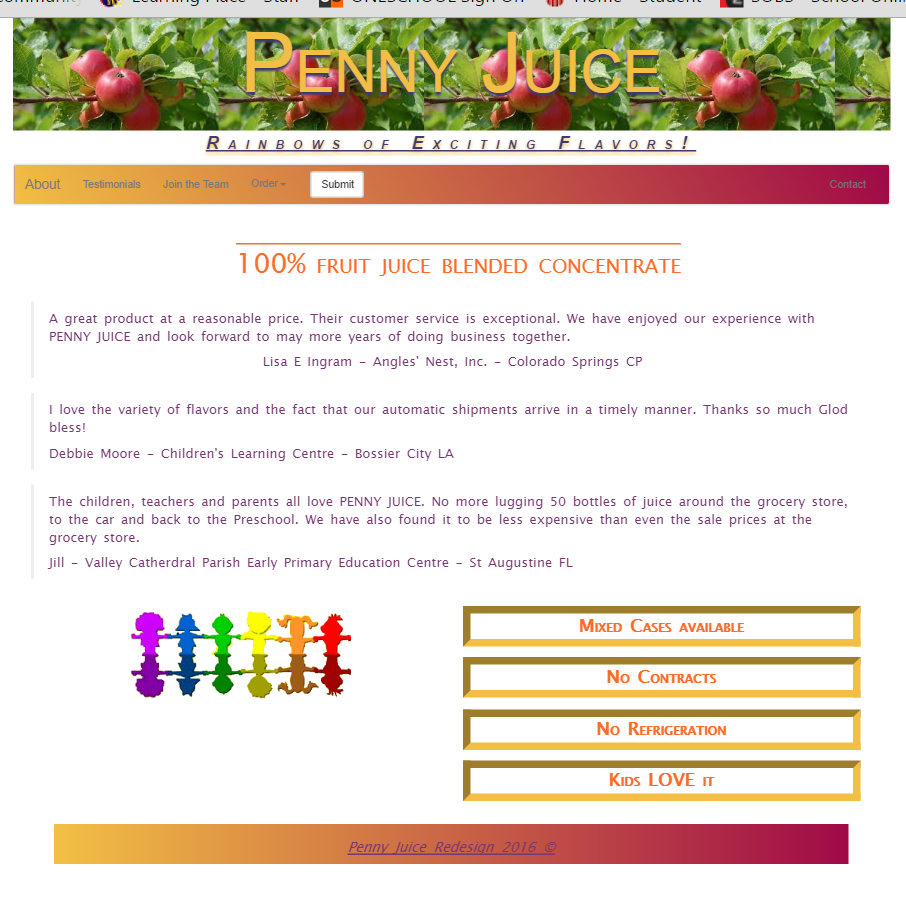 Learning Place - Staff ONESCHOOL Sign On Home - Student SOBS - School Onl
Penny Juice
Rainbows of Exciting Flavors!
About Testimonials Join the Team Order Submit Contact
100% FRUIT JUICE BLENDED CONCENTRATE
A great product at a reasonable price. Their customer service is exceptional. We have enjoyed our experience with
PENNY JUICE and look forward to may more years of doing business together.
Lisa E Ingram - Angles' Nest, Inc. - Colorado Springs CP
I love the variety of flavors and the fact that our automatic shipments arrive in a timely manner. Thanks so much Glod
bless!
Debbie Moore - Children's Learning Centre - Bossier City LA
The children, teachers and parents all love PENNY JUICE. No more lugging 50 bottles of juice around the grocery store,
to the car and back to the Preschool. We have also found it to be less expensive than even the sale prices at the
grocery store.
Jill - Valley Catherdral Parish Early Primary Education Centre - St Augustine FL
Mixed Cases available
No Contracts
No Refrigeration
Kids LOVE it
Penny Juice Redesign 2016 ©